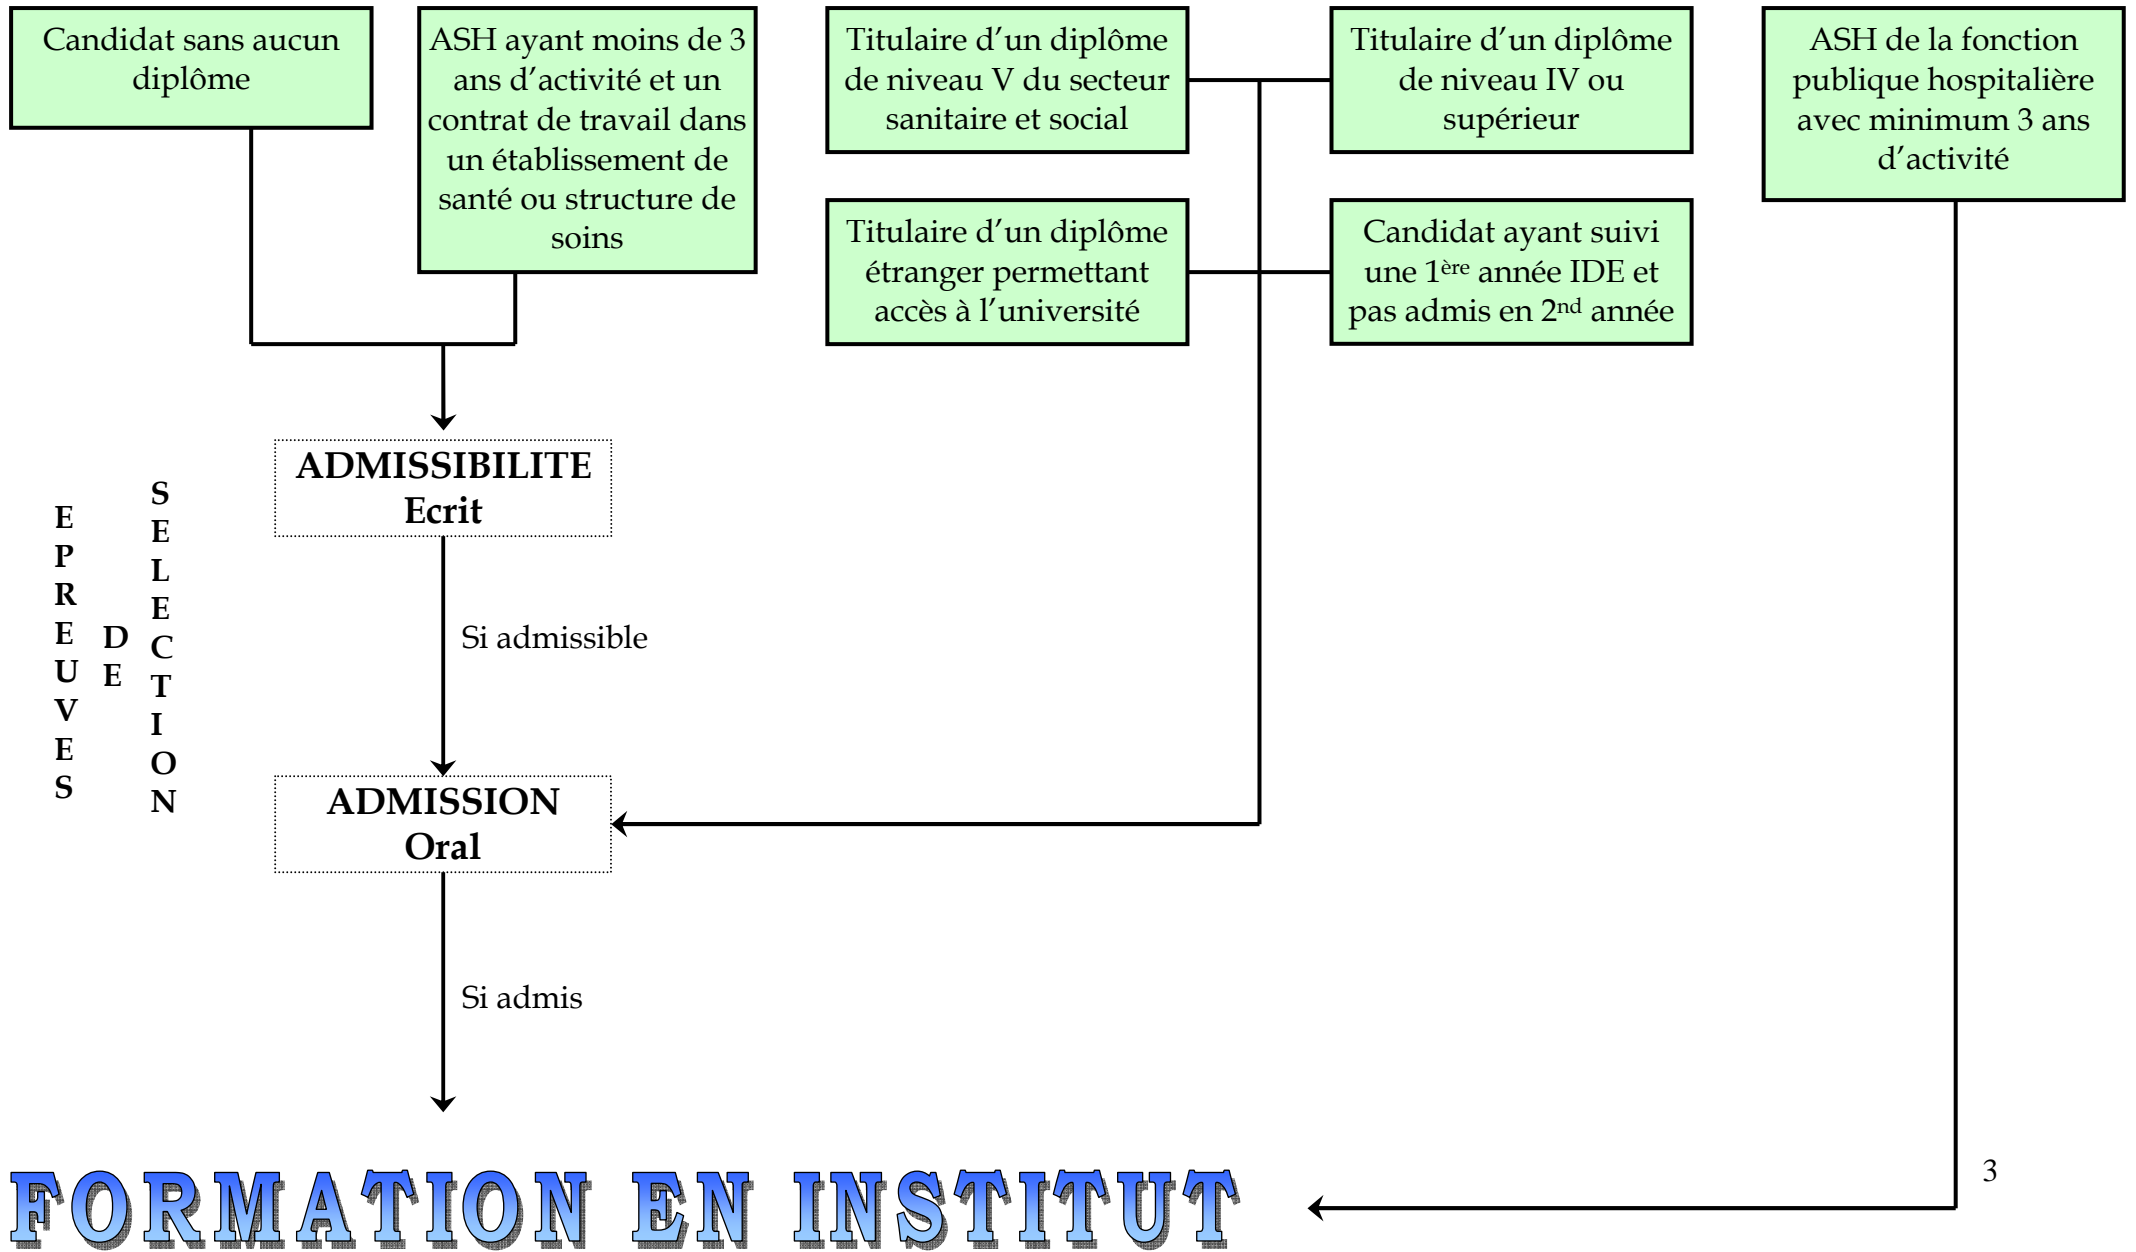 Candidat sans aucun
diplôme
ASH ayant moins de 3
ans d’activité et un
contrat de travail dans
un établissement de
santé ou structure de
soins
Titulaire d’un diplôme
de niveau V du secteur
sanitaire et social
Titulaire d’un diplôme
de niveau IV ou
supérieur
ASH de la fonction
publique hospitalière
avec minimum 3 ans
d’activité
Titulaire d’un diplôme
étranger permettant
accès à l’université
Candidat ayant suivi
une 1ère année IDE et
pas admis en 2nd année
ADMISSIBILITE
Ecrit
EPREUVES
DE
SELECTION
Si admissible
ADMISSION
Oral
Si admis
FORMATION EN INSTITUT
3